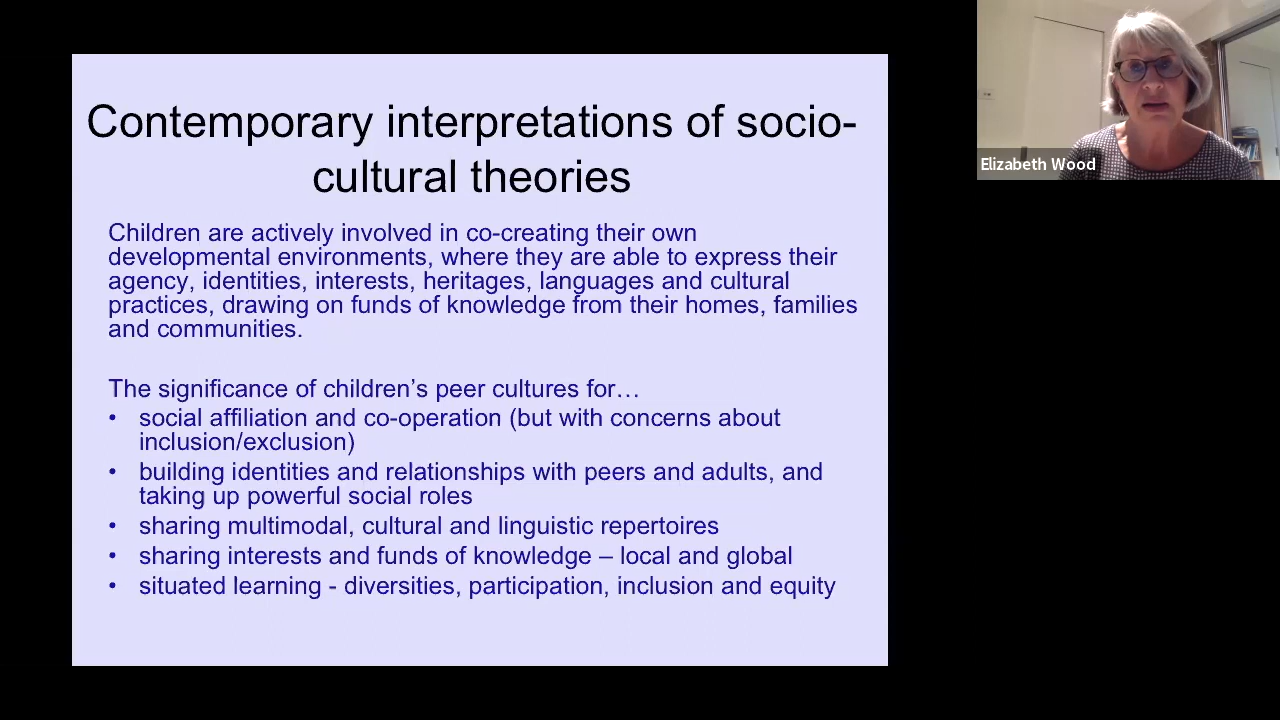 Contemporary interpretations of socio-
cultural theories
Children are actively involved in co-creating their own
developmental environments, where they are able to express their
agency, identities, interests, heritages, languages and cultural
practices, drawing on funds of knowledge from their homes, families
and communities.
The significance of children’s peer cultures for…
• social affiliation and co-operation (but with concerns about
inclusion/exclusion)
• building identities and relationships with peers and adults, and
taking up powerful social roles
• sharing multimodal, cultural and linguistic repertoires
• sharing interests and funds of knowledge – local and global
• situated learning - diversities, participation, inclusion and equity
Elizabeth Wood